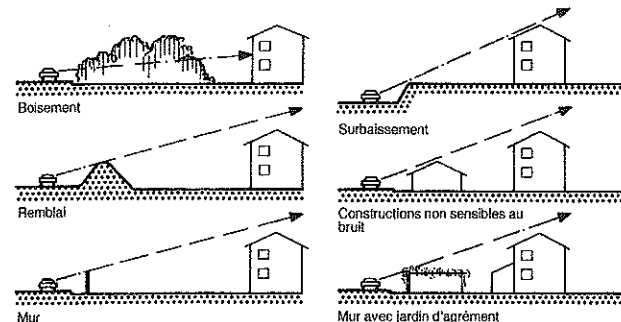 Boisement
Surbaissement
Remblai
Constructions non sensibles au
bruit
Mur
Mur avec jardin d'agrément